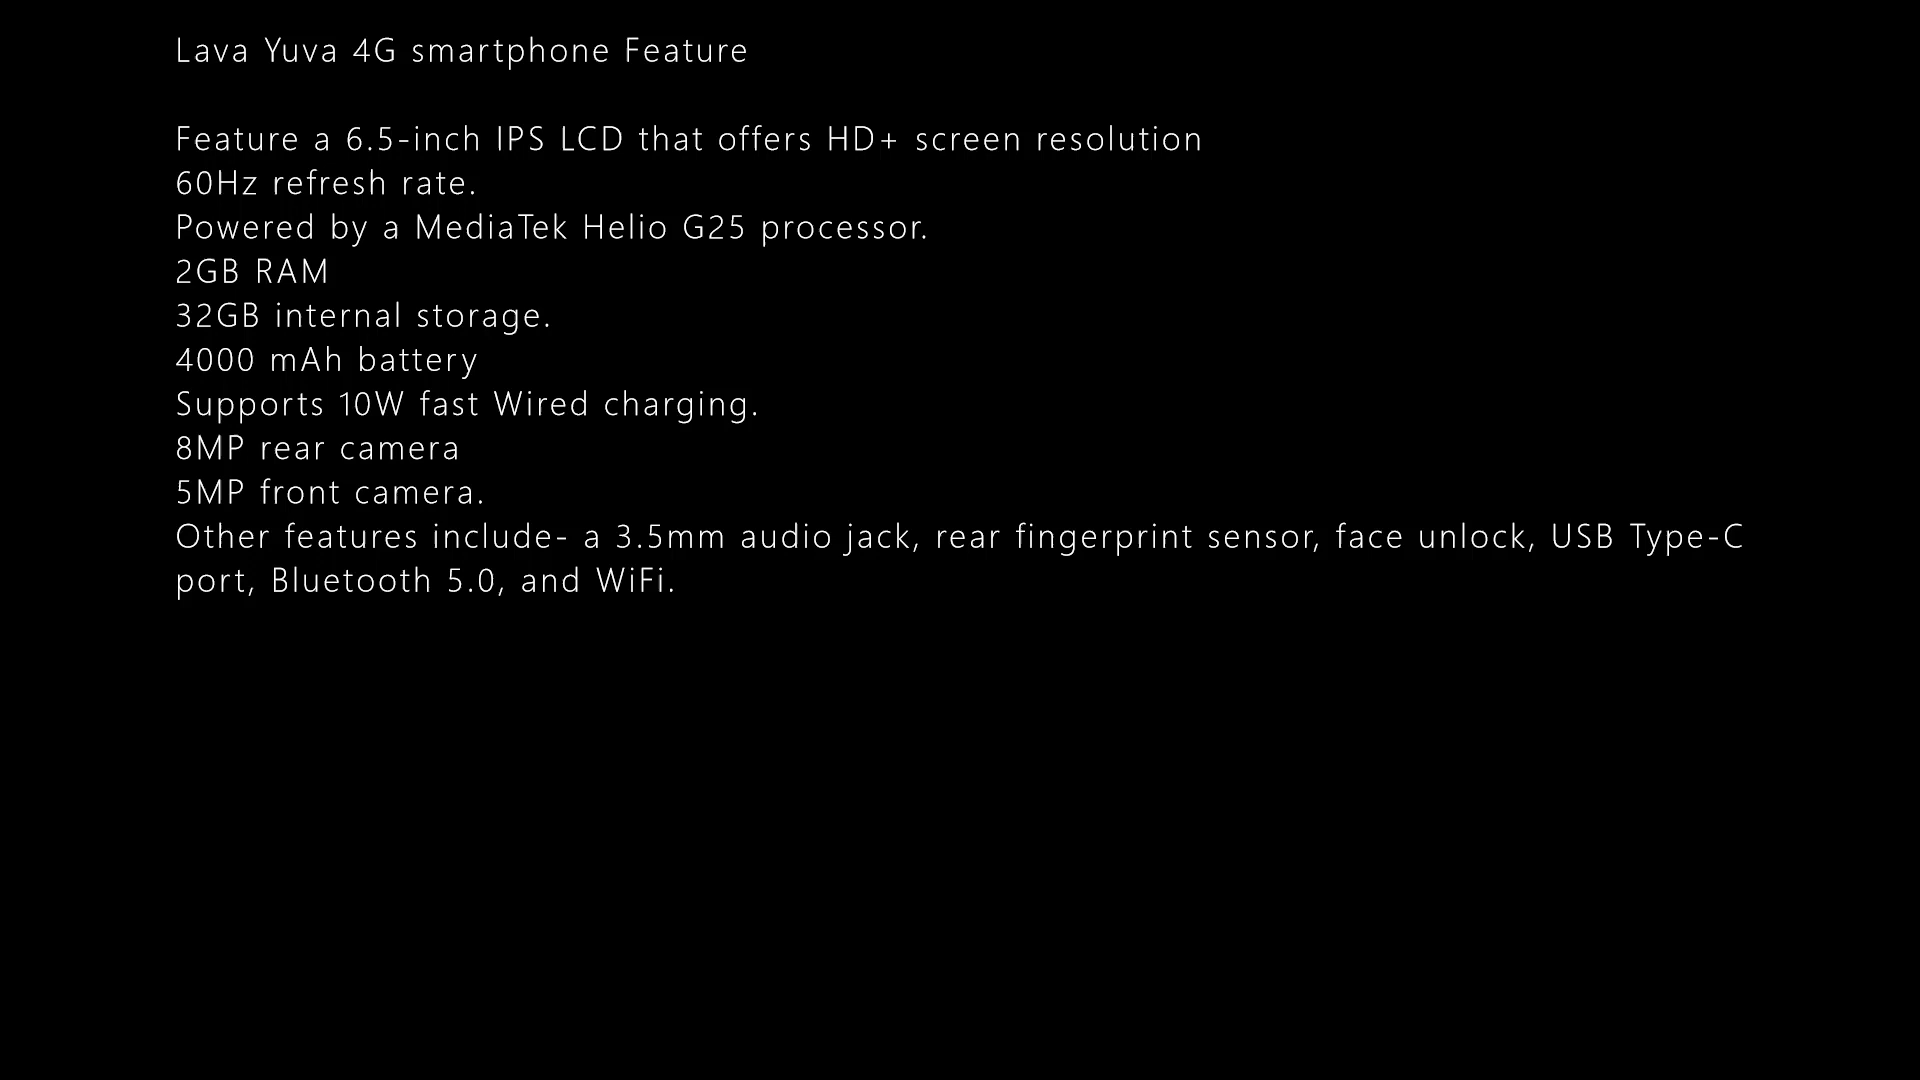 Lava Yuva 4G smartphone Feature
Feature a 6.5-inch IPS LCD that offers HD+ screen resolution
60Hz refresh rate.
Powered by a MediaTek Helio G25 processor.
2GB RAM
32GB internal storage.
4000 mAh battery
Supports 10W fast Wired charging.
8MP rear camera
5MP front camera.
Other features include- a 3.5mm audio jack, rear fingerprint sensor, face unlock, USB Type-C
port, Bluetooth 5.0, and WiFi.